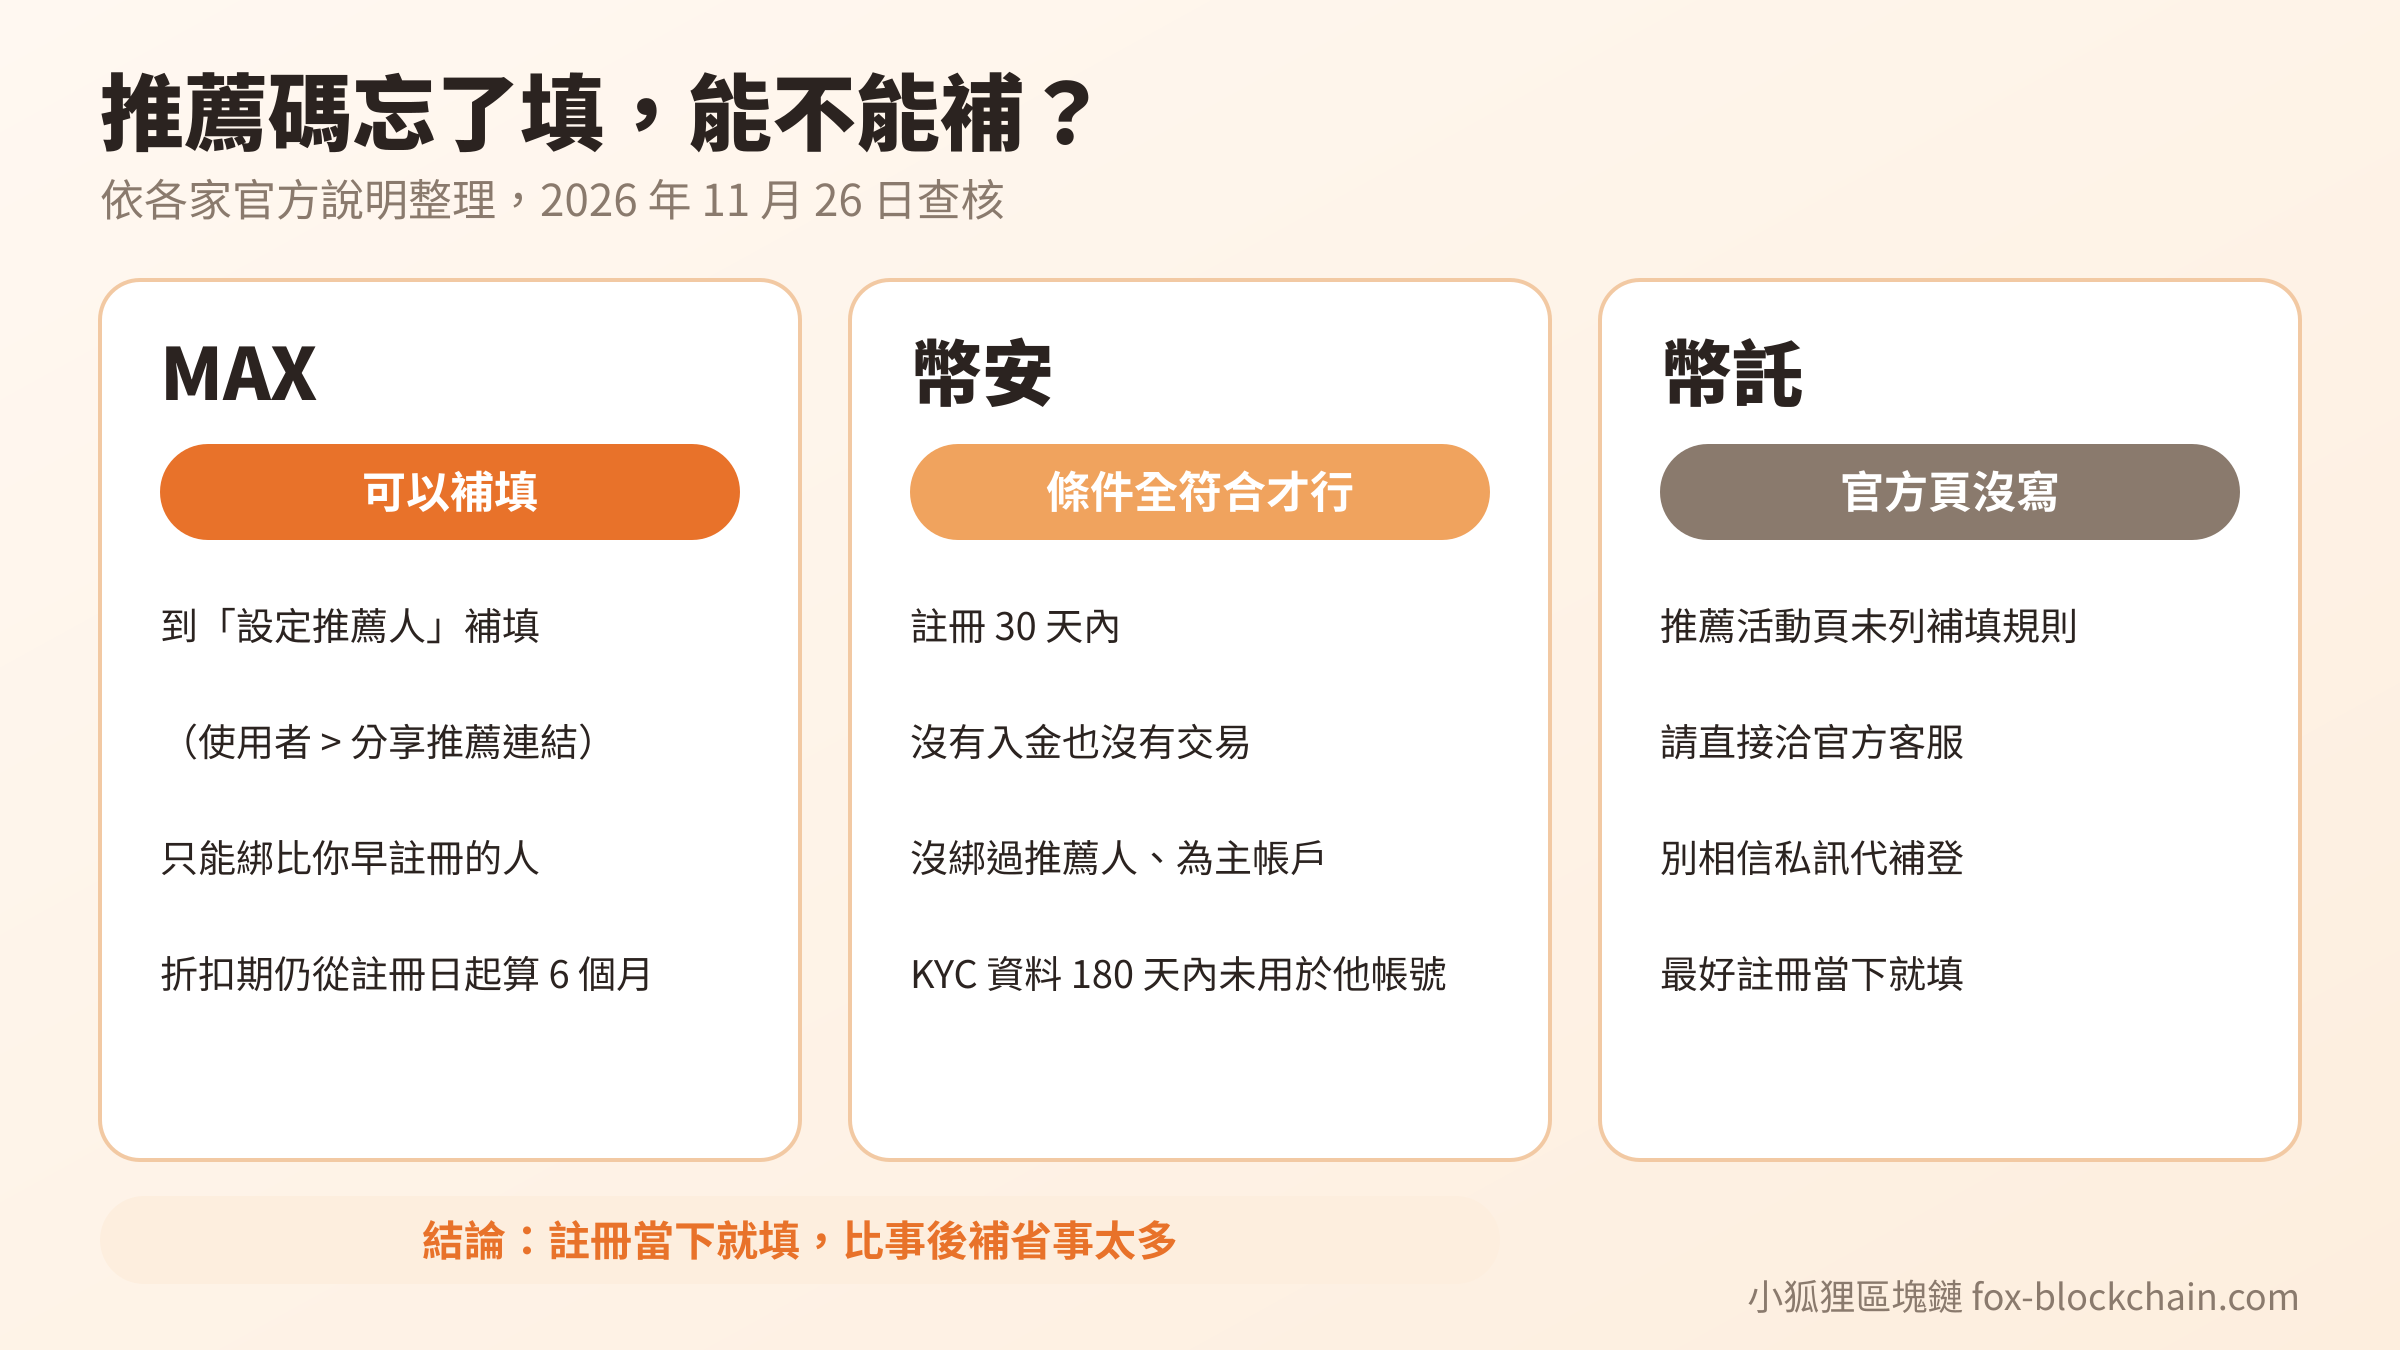 推薦碼忘了填，能不能補？
依各家官方說明整理，2026 年 11 月 26 日查核
MAX
可以補填
到「設定推薦人」補填
（使用者 > 分享推薦連結）
只能綁比你早註冊的人
折扣期仍從註冊日起算 6 個月
幣安
條件全符合才行
註冊 30 天內
沒有入金也沒有交易
沒綁過推薦人、為主帳戶
KYC 資料 180 天內未用於他帳號
幣託
官方頁沒寫
推薦活動頁未列補填規則
請直接洽官方客服
別相信私訊代補登
最好註冊當下就填
結論：註冊當下就填，比事後補省事太多
小狐狸區塊鏈 fox-blockchain.com